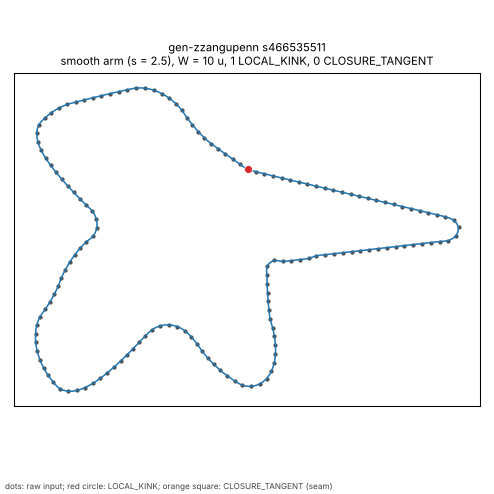 gen-zzangupenn s466535511
smooth arm (s = 2.5), W = 10 u, 1 LOCAL_KINK, 0 CLOSURE_TANGENT
dots: raw input; red circle: LOCAL_KINK; orange square: CLOSURE_TANGENT (seam)